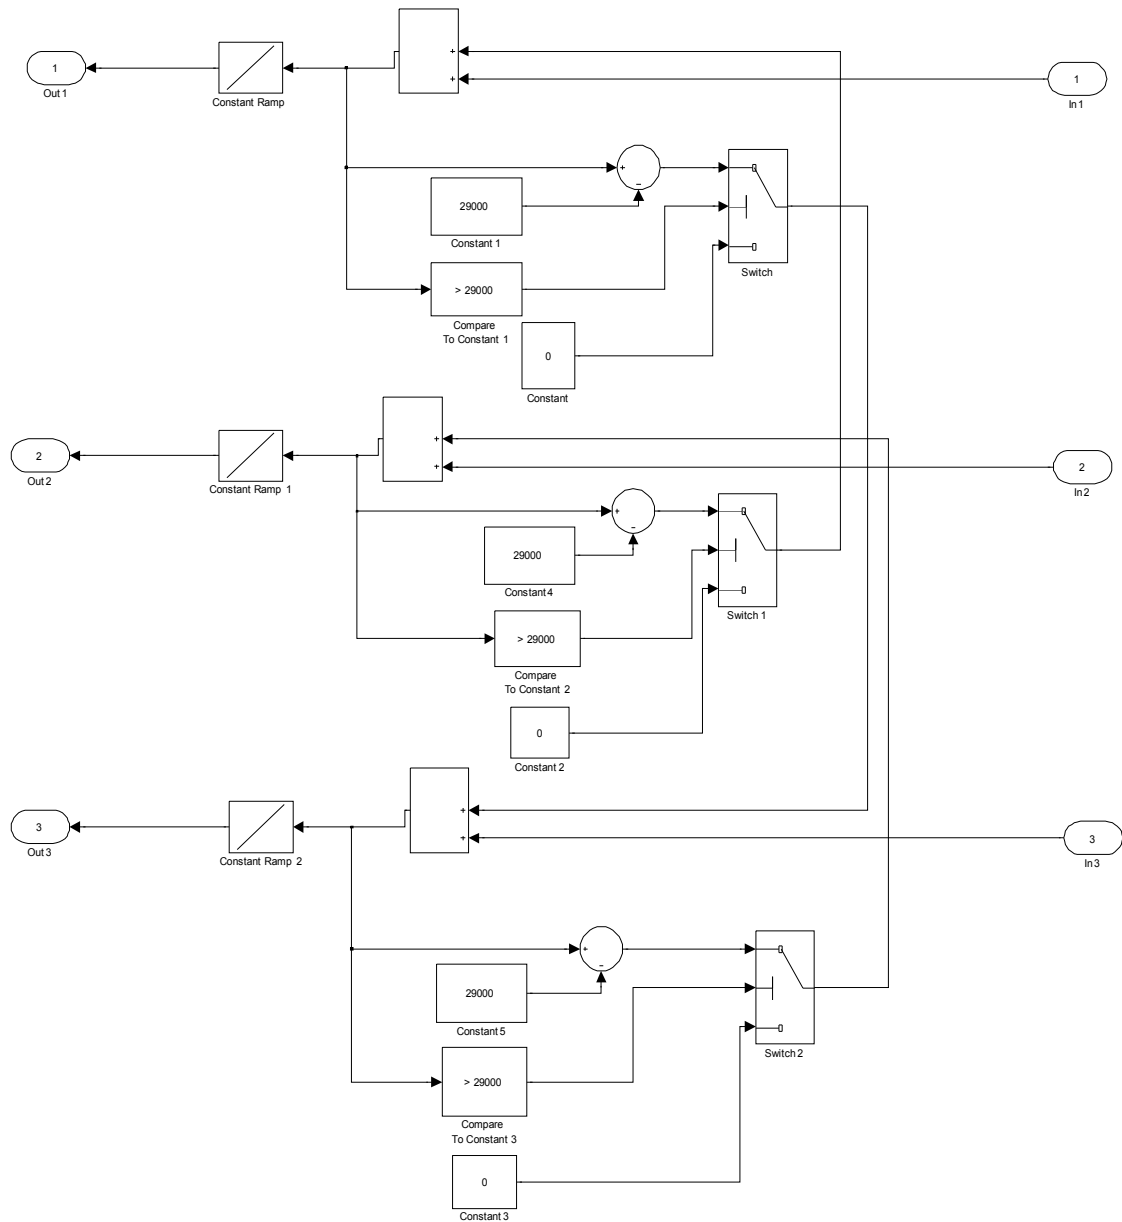 +
1
+
1
Out 1
Constant Ramp
In 1
+
-
29000
Constant 1
Switch
> 29000
Compare
To Constant 1
0
Constant
+
2
+
2
Out 2
Constant Ramp 1
In 2
+
-
29000
Constant 4
Switch 1
> 29000
Compare
To Constant 2
0
Constant 2
+
3
+
3
Out 3
Constant Ramp 2
In 3
+
-
29000
Constant 5
Switch 2
> 29000
Compare
To Constant 3
0
Constant 3